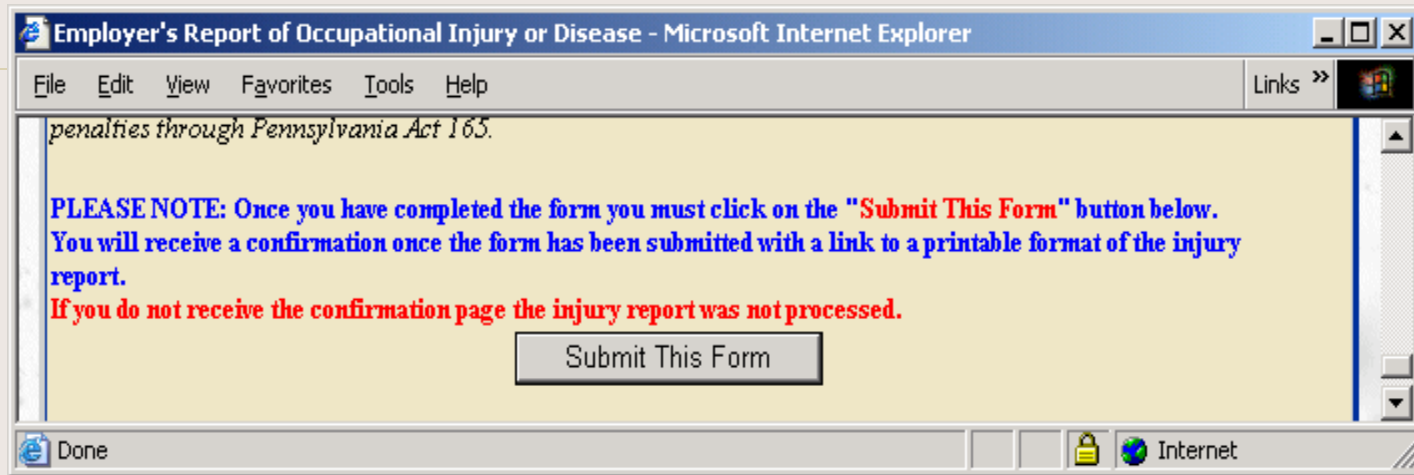 Employer's Report of Occupational Injury or Disease - Microsoft Internet Explorer
File Edit View Favorites Tools Help Links »
penalties through Pennsylvania Act 165.
PLEASE NOTE: Once you have completed the form you must click on the "Submit This Form" button below.
You will receive a confirmation once the form has been submitted with a link to a printable format of the injury
report.
If you do not receive the confirmation page the injury report was not processed.
Submit This Form
Done Internet